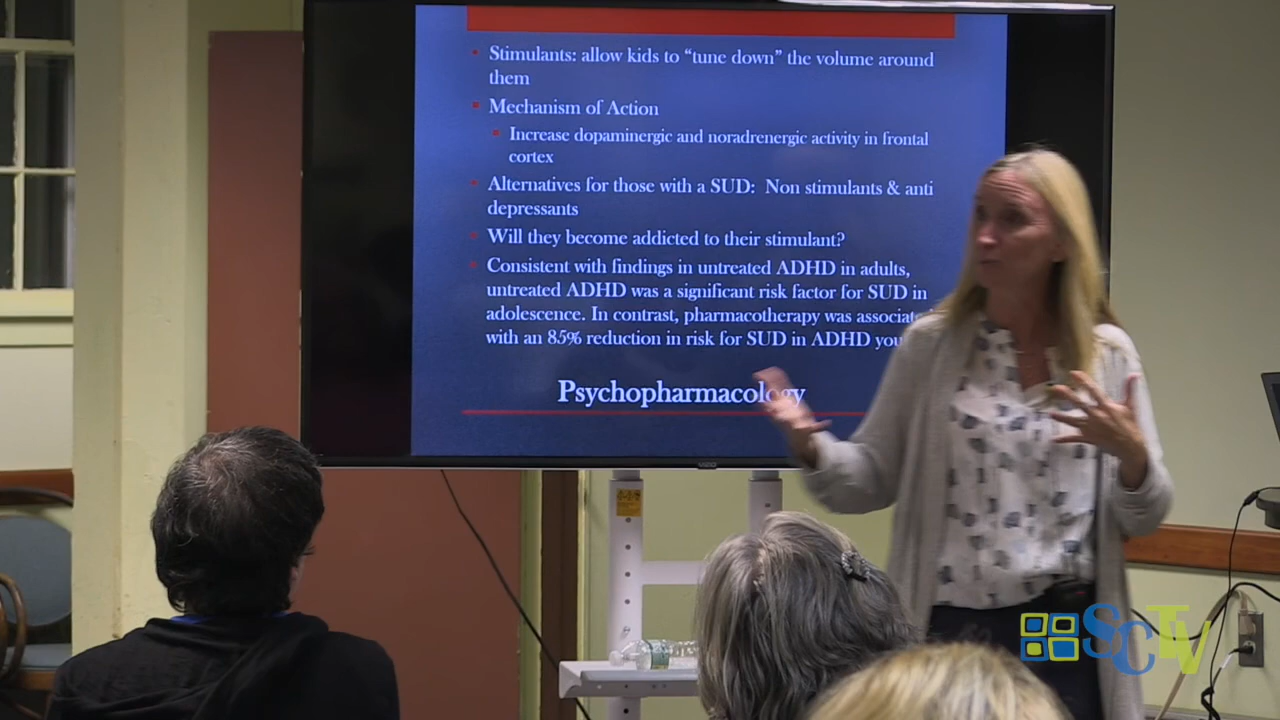 Stimulants: allow kids to “tune down” the volume around
them
Mechanism of Action
Increase dopaminergic and noradrenergic activity in frontal
cortex
Alternatives for those with a SUD: Non stimulants & anti
depressants
Will they become addicted to their stimulant?
Consistent with findings in untreated ADHD in adults,
untreated ADHD was a significant risk factor for SUD in
adolescence. In contrast, pharmacotherapy was associate
with an 85% reduction in risk for SUD in ADHD you
Psychopharmacology
SCTV